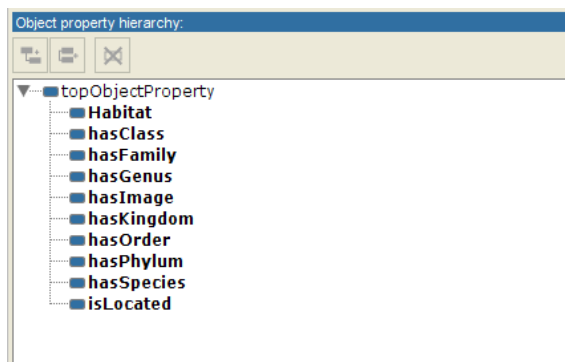 Object property hierarchy:
topObjectProperty
Habitat
hasClass
hasFamily
hasGenus
hasImage
hasKingdom
hasOrder
hasPhylum
hasSpecies
isLocated